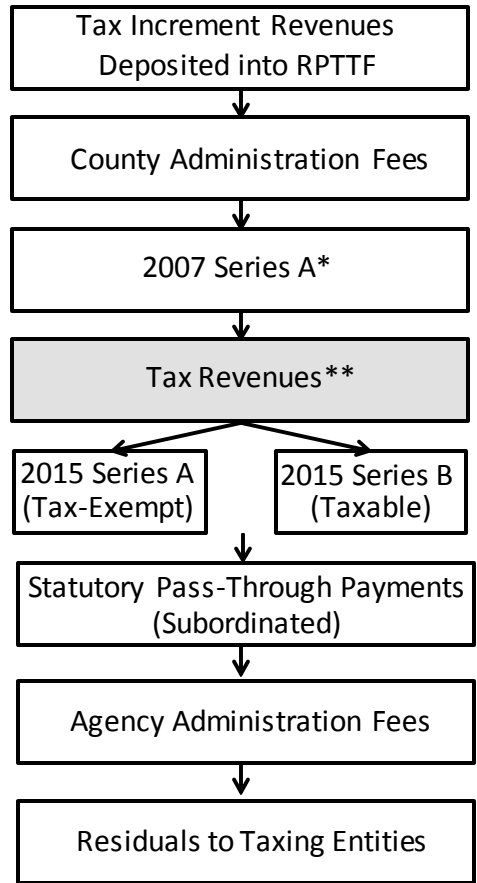 Tax Increment Revenues
Deposited into RPTTF
County Administration Fees
2007 Series A*
Tax Revenues**
2015 Series A
(Tax-Exempt)
2015 Series B
(Taxable)
Statutory Pass-Through Payments
(Subordinated)
Agency Administration Fees
Residuals to Taxing Entities